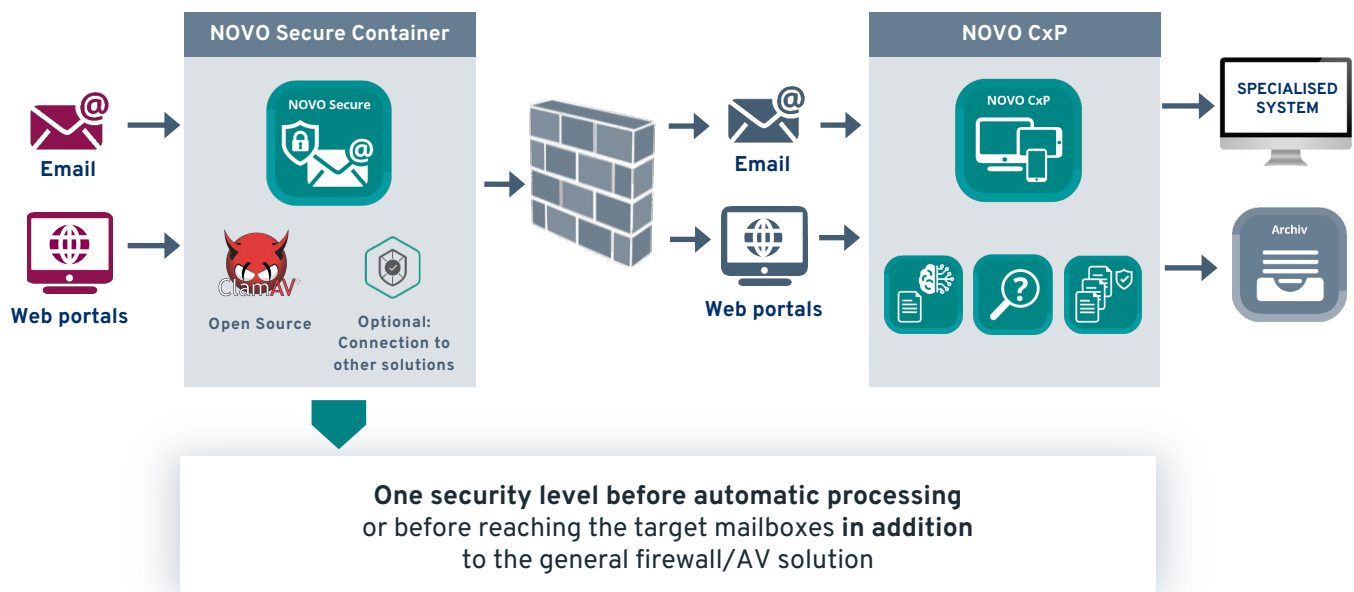 NOVO Secure Container
NOVO CxP
NOVO Secure
NOVO CxP
SPECIALISED
SYSTEM
@
@
@
Email
Email
Archiv
ClamAV
?
Web portals
Web portals
Open Source
Optional:
Connection to
other solutions
One security level before automatic processing
or before reaching the target mailboxes in addition
to the general firewall/AV solution